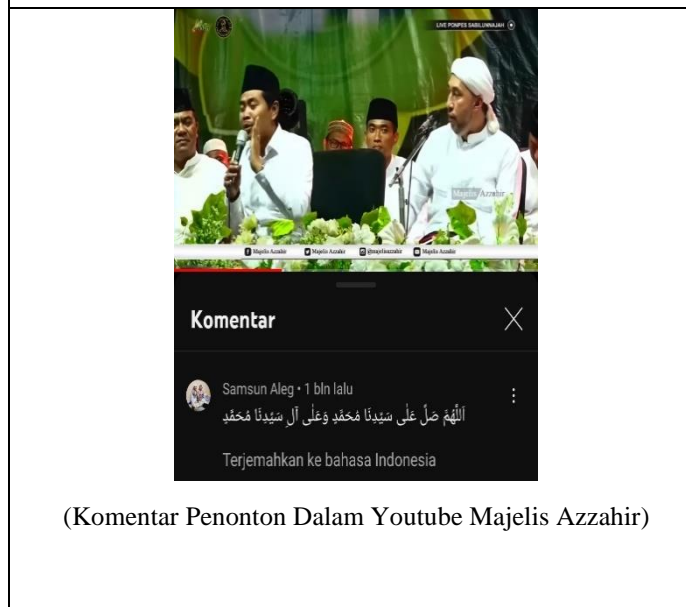 LIVE PONPES SABILUNNAJAH
Majelis Azzahir
Majelis Azzahir
Majelis Azzahir
@majelisazzahir
Majelis Azzahir
Komentar
Samsun Aleg • 1 bln lalu
اَللَّهُمَّ صَلِّ عَلٰى سَيِّدِنَا مُحَمَّدٍ وَعَلٰى آلِ سَيِّدِنَا مُحَمَّدٍ
Terjemahkan ke bahasa Indonesia
(Komentar Penonton Dalam Youtube Majelis Azzahir)